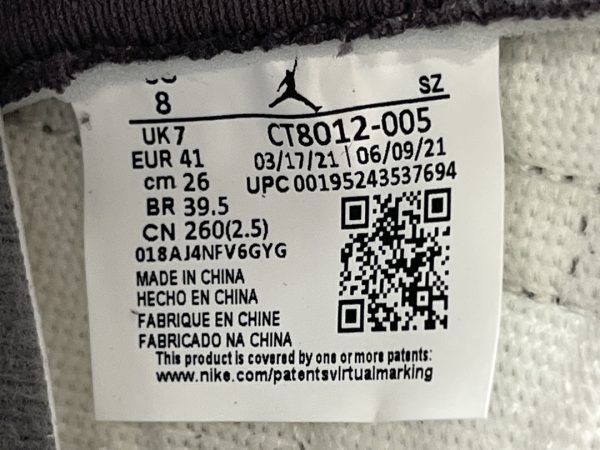 8
SZ
UK 7
CT8012-005
EUR 41
03/17/21 | 06/09/21
cm 26
UPC 00195243537694
BR 39.5
CN 260(2.5)
018AJ4NFV6GYG
MADE IN CHINA
HECHO EN CHINA
FABRIQUE EN CHINE
FABRICADO NA CHINA
This product is covered by one or more patents:
www.nike.com/patentsvirtualmarking